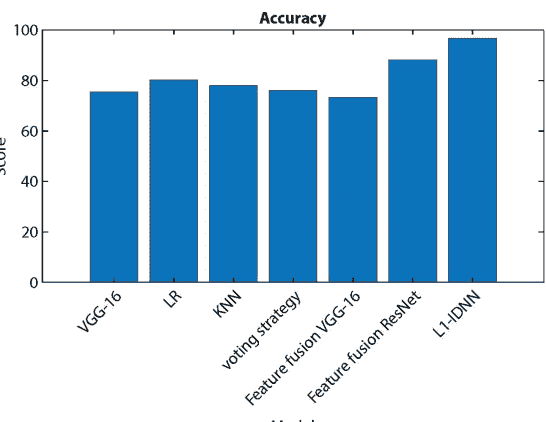 Accuracy
100
80
60
40
20
0
Score
VGG-16
LR
KNN
voting strategy
Feature fusion VGG-16
Feature fusion ResNet
L1-IDNN